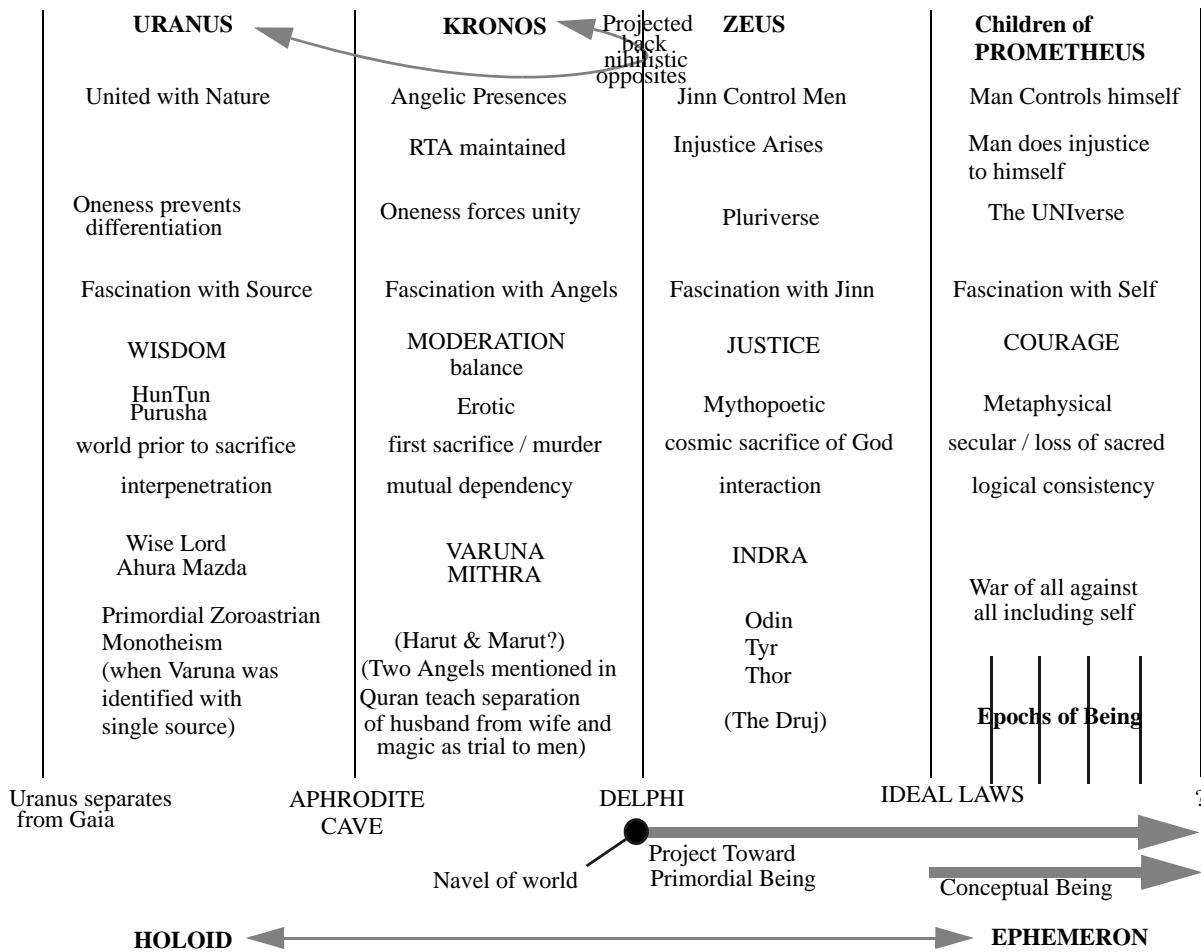 URANUS
KRONOS
Projected
back
nihilistic
opposites
ZEUS
Children of
PROMETHEUS
United with Nature
Angelic Presences
Jinn Control Men
Man Controls himself
RTA maintained
Injustice Arises
Man does injustice
to himself
Oneness prevents
differentiation
Oneness forces unity
Pluriverse
The UNIverse
Fascination with Source
Fascination with Angels
Fascination with Jinn
Fascination with Self
WISDOM
MODERATION
balance
JUSTICE
COURAGE
HunTun
Purusha
Erotic
Mythopoetic
Metaphysical
world prior to sacrifice
first sacrifice / murder
cosmic sacrifice of God
secular / loss of sacred
interpenetration
mutual dependency
interaction
logical consistency
Wise Lord
Ahura Mazda
VARUNA
MITHRA
INDRA
War of all against
all including self
Primordial Zoroastrian
Monotheism
(when Varuna was
identified with
single source)
(Harut & Marut?)
(Two Angels mentioned in
Quran teach separation
of husband from wife and
magic as trial to men)
Odin
Tyr
Thor
(The Druj)
Epochs of Being
Uranus separates
from Gaia
APHRODITE
CAVE
DELPHI
IDEAL LAWS
?
Navel of world
Project Toward
Primordial Being
Conceptual Being
HOLOID
EPHEMERON